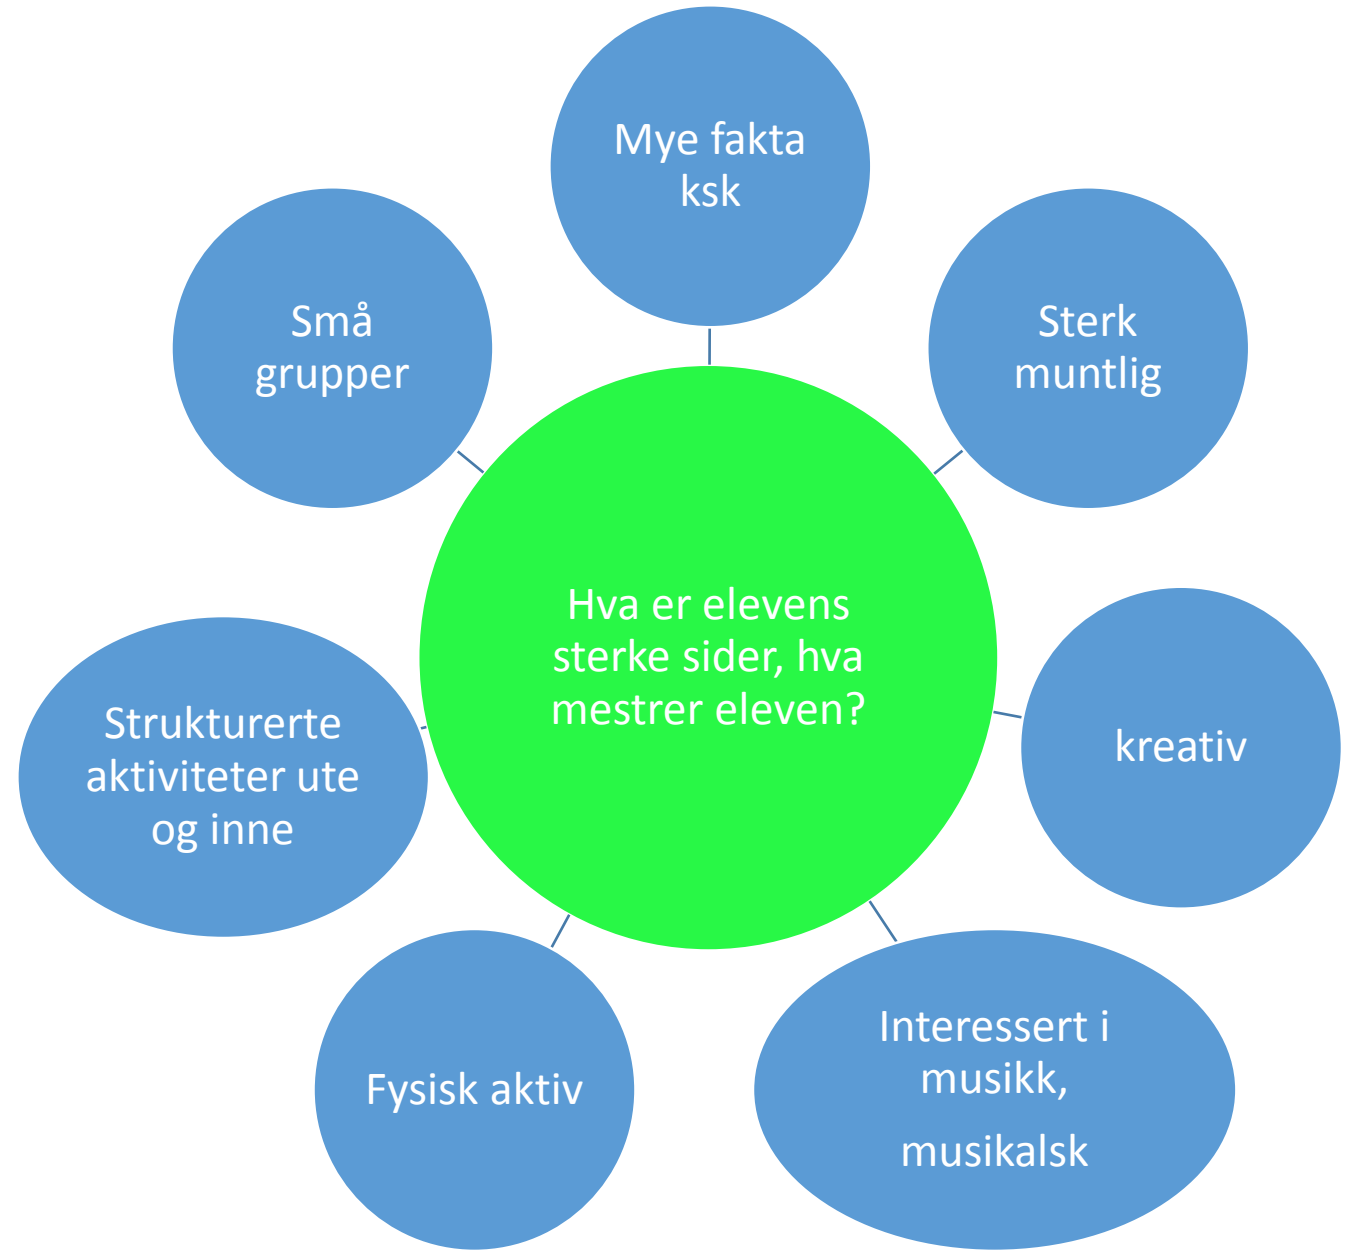 Mye fakta
ksk
Små
grupper
Sterk
muntlig
Hva er elevens
sterke sider, hva
mestrer eleven?
Strukturerte
aktiviteter ute
og inne
kreativ
Fysisk aktiv
Interessert i
musikk,
musikalsk